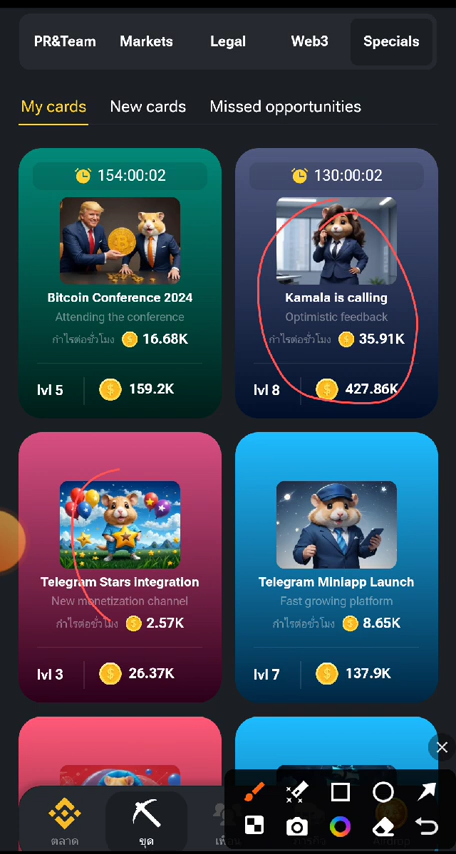 PR&Team Markets Legal Web3 Specials
My cards New cards Missed opportunities
154:00:02
Bitcoin Conference 2024
Attending the conference
กำไรต่อชั่วโมง 16.68K
lvl 5 159.2K
130:00:02
Kamala is calling
Optimistic feedback
กำไรต่อชั่วโมง 35.91K
lvl 8 427.86K
Telegram Stars integration
New monetization channel
กำไรต่อชั่วโมง 2.57K
lvl 3 26.37K
Telegram Miniapp Launch
Fast growing platform
กำไรต่อชั่วโมง 8.65K
lvl 7 137.9K
ตลาด ขุด